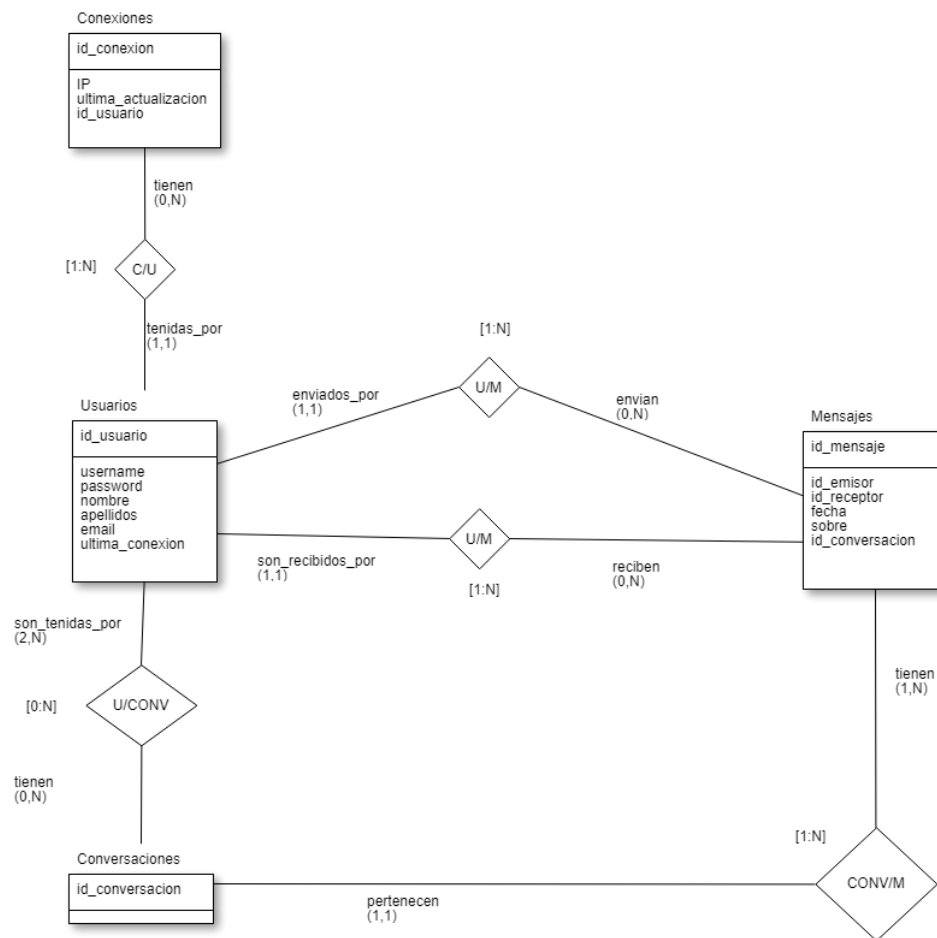 Conexiones
id_conexion
IP
ultima_actualizacion
id_usuario
tienen
(0,N)
[1:N]
C/U
tenidas_por
(1,1)
[1:N]
U/M
enviados_por
(1,1)
envian
(0,N)
Usuarios
id_usuario
username
password
nombre
apellidos
email
ultima_conexion
Mensajes
id_mensaje
id_emisor
id_receptor
fecha
sobre
id_conversacion
U/M
son_recibidos_por
(1,1)
[1:N]
reciben
(0,N)
son_tenidas_por
(2,N)
[0:N]
U/CONV
tienen
(0,N)
tienen
(1,N)
[1:N]
CONV/M
Conversaciones
id_conversacion
pertenecen
(1,1)